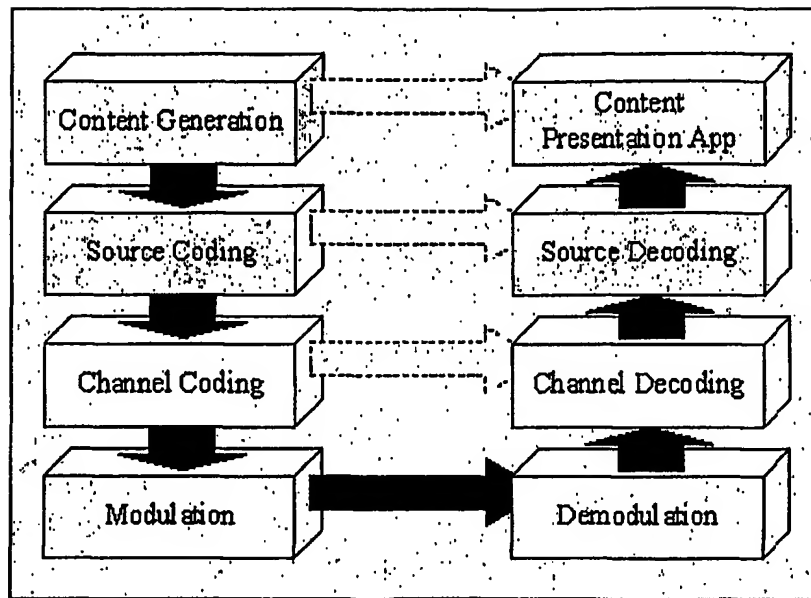 Content Generation
Content
Presentation App
Source Coding
Source Decoding
Channel Coding
Channel Decoding
Modulation
Demodulation